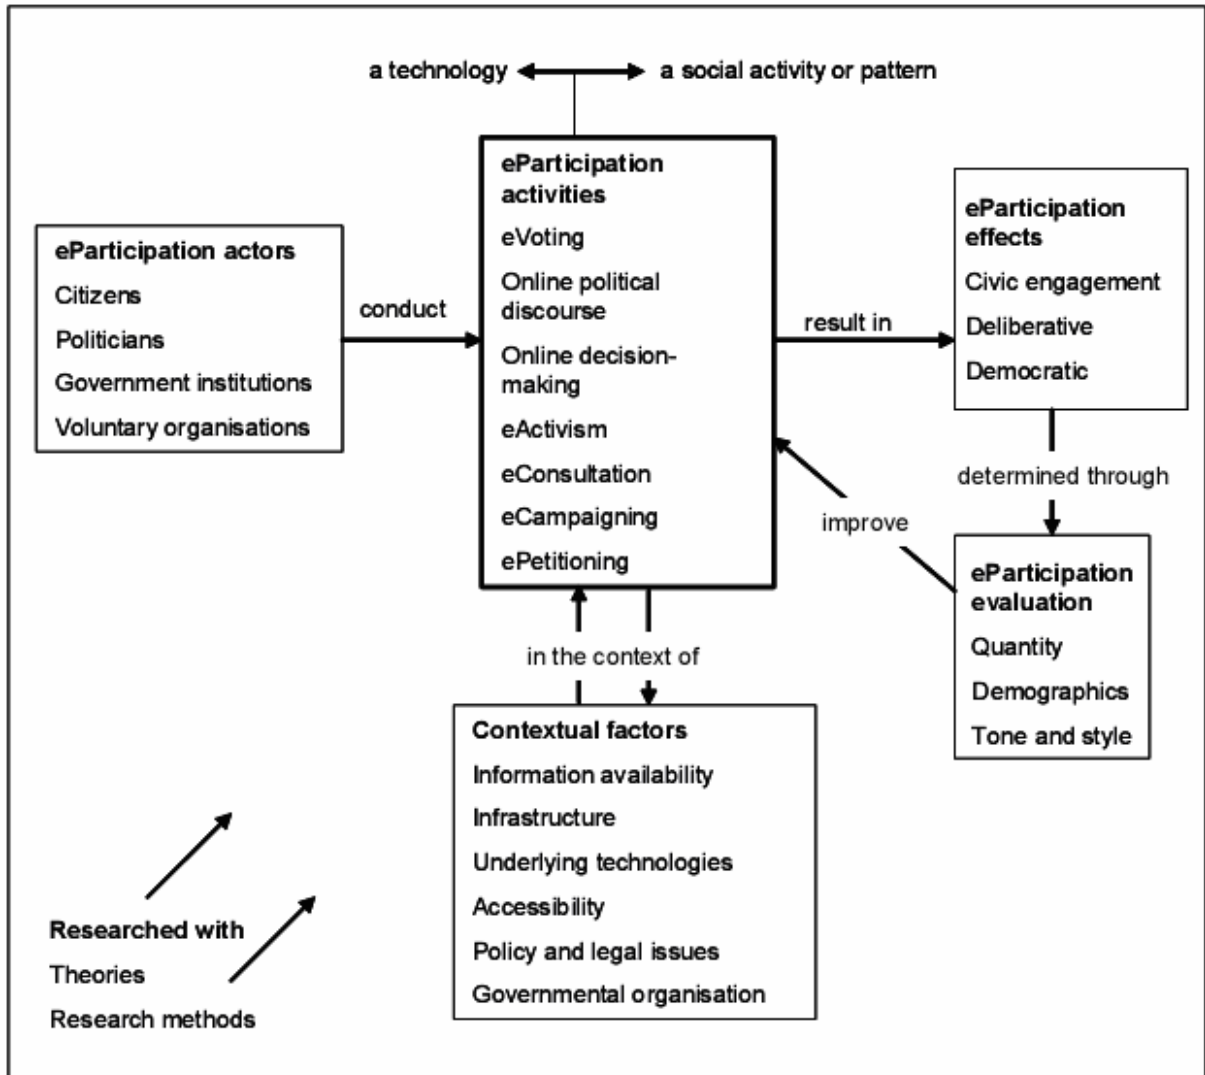 a technology
a social activity or pattern
eParticipation actors
Citizens
Politicians
Government institutions
Voluntary organisations
conduct
eParticipation
activities
eVoting
Online political
discourse
Online decision-
making
eActivism
eConsultation
eCampaigning
ePetitioning
result in
eParticipation
effects
Civic engagement
Deliberative
Democratic
determined through
improve
eParticipation
evaluation
Quantity
Demographics
Tone and style
in the context of
Contextual factors
Information availability
Infrastructure
Underlying technologies
Accessibility
Policy and legal issues
Governmental organisation
Researched with
Theories
Research methods